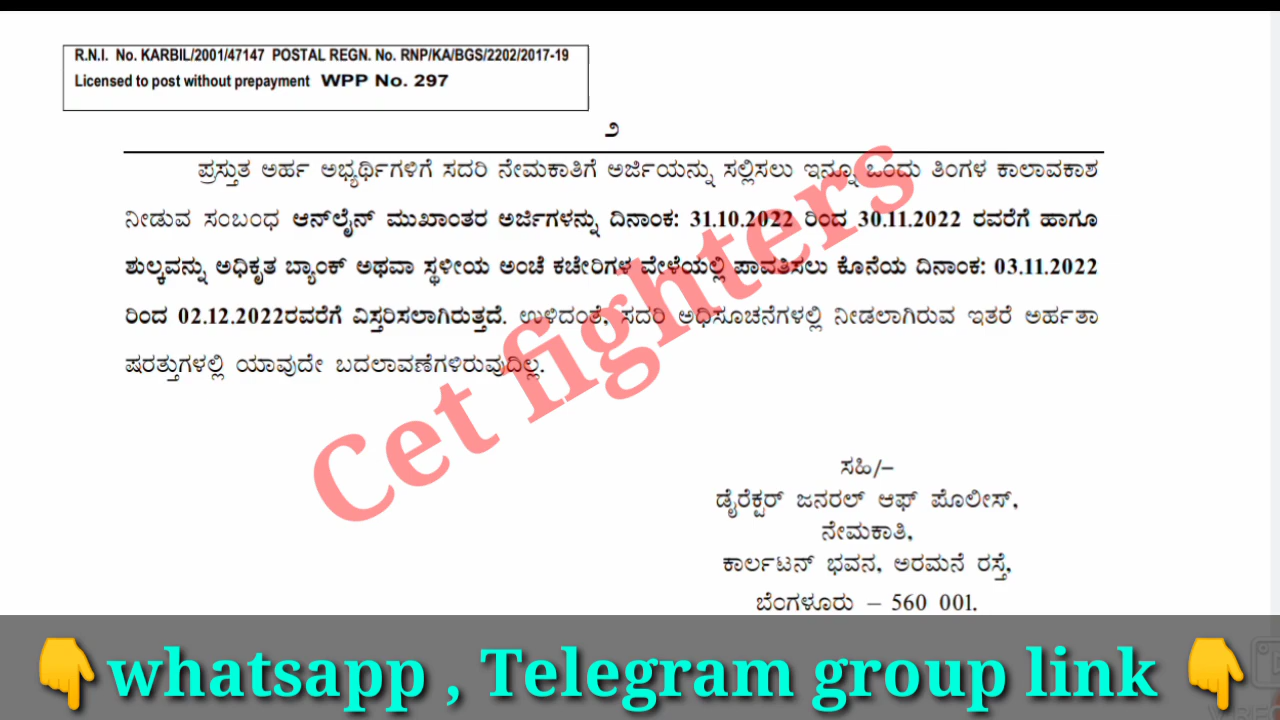 R.N.I. No. KARBIL/2001/47147 POSTAL REGN. No. RNP/KA/BGS/2202/2017-19
Licensed to post without prepayment WPP No. 297
೨
ಪ್ರಸ್ತುತ ಅರ್ಹ ಅಭ್ಯರ್ಥಿಗಳಿಗೆ ಸದರಿ ನೇಮಕಾತಿಗೆ ಅರ್ಜಿಯನ್ನು ಸಲ್ಲಿಸಲು ಇನ್ನೂ ಒಂದು ತಿಂಗಳ ಕಾಲಾವಕಾಶ
ನೀಡುವ ಸಂಬಂಧ ಆನ್‌ಲೈನ್ ಮುಖಾಂತರ ಅರ್ಜಿಗಳನ್ನು ದಿನಾಂಕ: 31.10.2022 ರಿಂದ 30.11.2022 ರವರೆಗೆ ಹಾಗೂ
ಶುಲ್ಕವನ್ನು ಅಧಿಕೃತ ಬ್ಯಾಂಕ್ ಅಥವಾ ಸ್ಥಳೀಯ ಅಂಚೆ ಕಚೇರಿಗಳ ವೇಳೆಯಲ್ಲಿ ಪಾವತಿಸಲು ಕೊನೆಯ ದಿನಾಂಕ: 03.11.2022
ರಿಂದ 02.12.2022ರವರೆಗೆ ವಿಸ್ತರಿಸಲಾಗಿರುತ್ತದೆ. ಉಳಿದಂತೆ, ಸದರಿ ಅಧಿಸೂಚನೆಗಳಲ್ಲಿ ನೀಡಲಾಗಿರುವ ಇತರೆ ಅರ್ಹತಾ
ಷರತ್ತುಗಳಲ್ಲಿ ಯಾವುದೇ ಬದಲಾವಣೆಗಳಿರುವುದಿಲ್ಲ.
Cet fighters
ಸಹಿ/–
ಡೈರೆಕ್ಟರ್ ಜನರಲ್ ಆಫ್ ಪೊಲೀಸ್,
ನೇಮಕಾತಿ,
ಕಾರ್ಲಟನ್ ಭವನ, ಅರಮನೆ ರಸ್ತೆ,
ಬೆಂಗಳೂರು – 560 001.
👇whatsapp , Telegram group link 👇